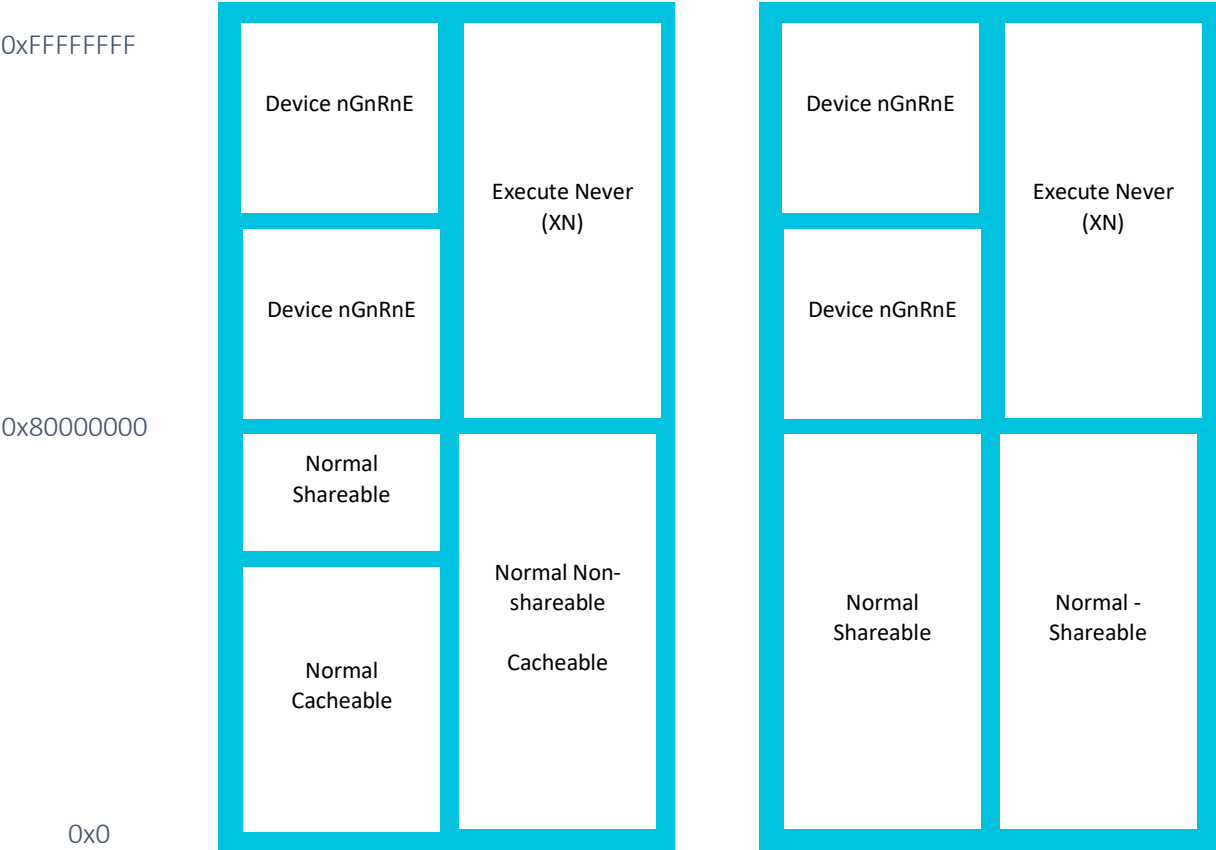 0xFFFFFFFF
Device nGnRnE
Execute Never
(XN)
Device nGnRnE
0x80000000
Normal
Shareable
Normal Non-
shareable
Cacheable
Normal
Cacheable
0x0
Device nGnRnE
Execute Never
(XN)
Device nGnRnE
Normal
Shareable
Normal -
Shareable